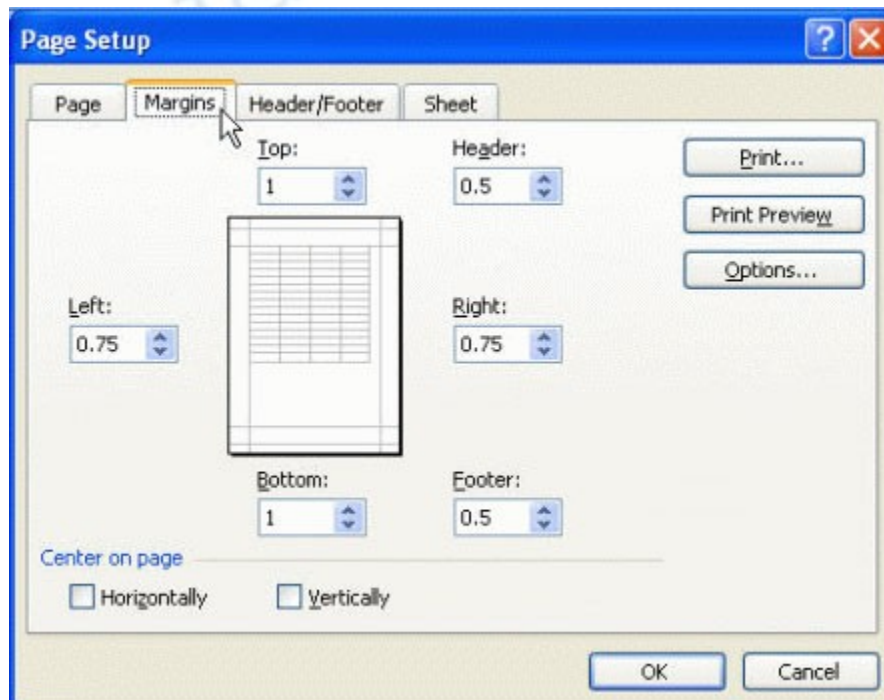 Page Setup
Page Margins Header/Footer Sheet
Top: Header:
1 0.5
Print...
Print Preview
Options...
Left: Right:
0.75 0.75
Bottom: Footer:
1 0.5
Center on page
Horizontally Vertically
OK Cancel